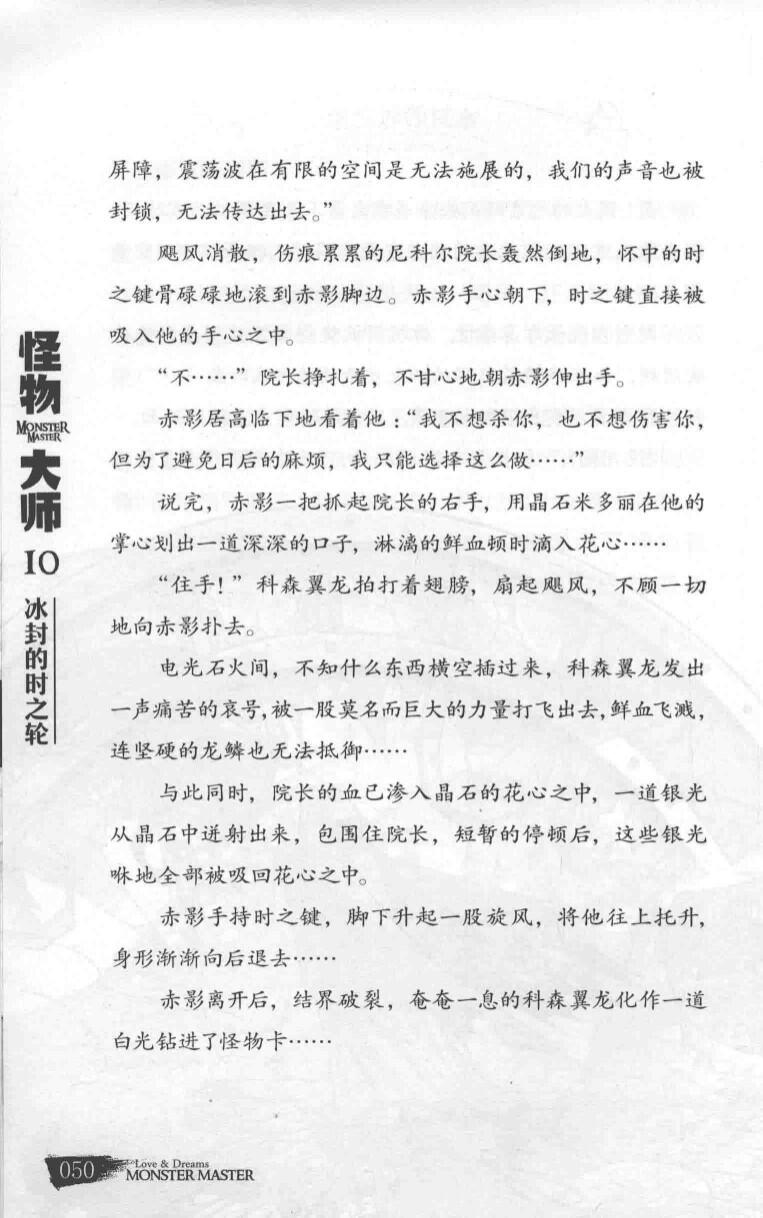 屏障，震荡波在有限的空间是无法施展的，我们的声音也被
封锁，无法传达出去。”
飓风消散，伤痕累累的尼科尔院长轰然倒地，怀中的时
之键骨碌碌地滚到赤影脚边。赤影手心朝下，时之键直接被
吸入他的手心之中。
“不……”院长挣扎着，不甘心地朝赤影伸出手。
赤影居高临下地看着他：“我不想杀你，也不想伤害你，
但为了避免日后的麻烦，我只能选择这么做……”
说完，赤影一把抓起院长的右手，用晶石米多丽在他的
掌心划出一道深深的口子，淋漓的鲜血顿时滴入花心……
“住手！”科森翼龙拍打着翅膀，扇起飓风，不顾一切
地向赤影扑去。
电光石火间，不知什么东西横空插过来，科森翼龙发出
一声痛苦的哀号，被一股莫名而巨大的力量打飞出去，鲜血飞溅，
连坚硬的龙鳞也无法抵御……
与此同时，院长的血已渗入晶石的花心之中，一道银光
从晶石中迸射出来，包围住院长，短暂的停顿后，这些银光
咻地全部被吸回花心之中。
赤影手持时之键，脚下升起一股旋风，将他往上托升，
身形渐渐向后退去……
赤影离开后，结界破裂，奄奄一息的科森翼龙化作一道
白光钻进了怪物卡……
怪物
MONSTER
MASTER
大师
10
冰封的时之轮
050
Love & Dreams
MONSTER MASTER